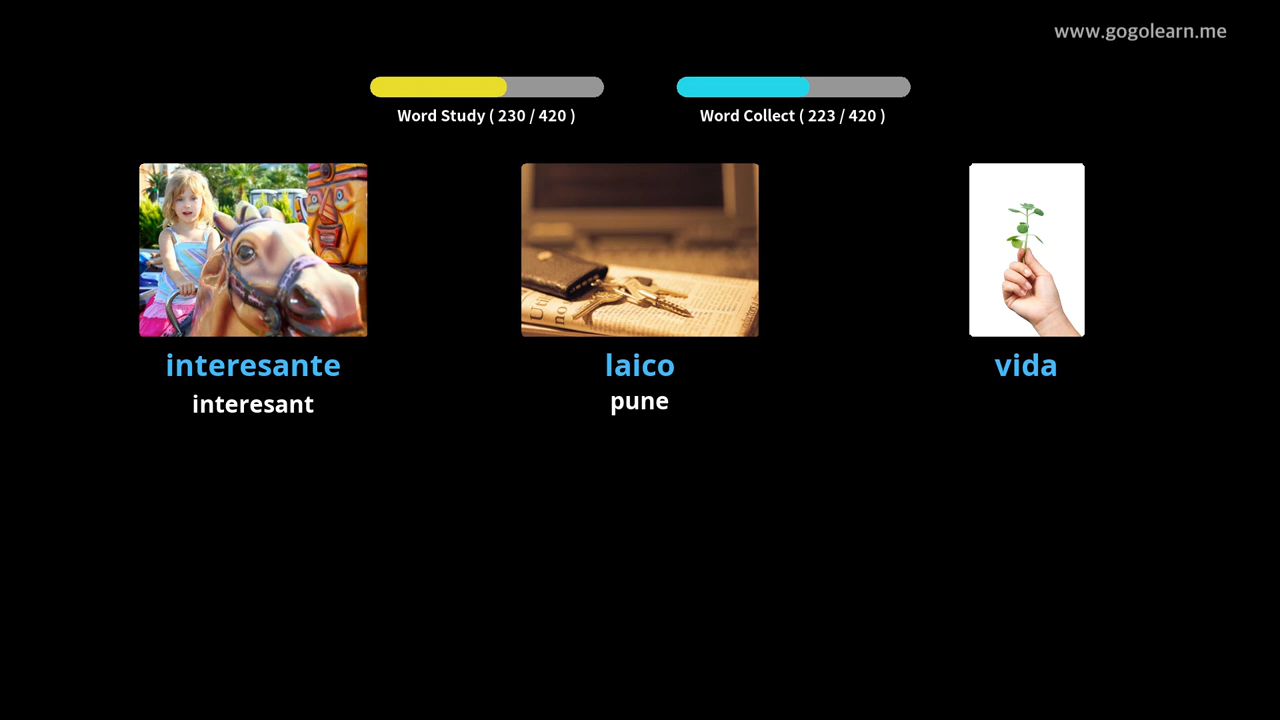 www.gogolearn.me
Word Study ( 230 / 420 )
Word Collect ( 223 / 420 )
interesante
laico
vida
interesant
pune